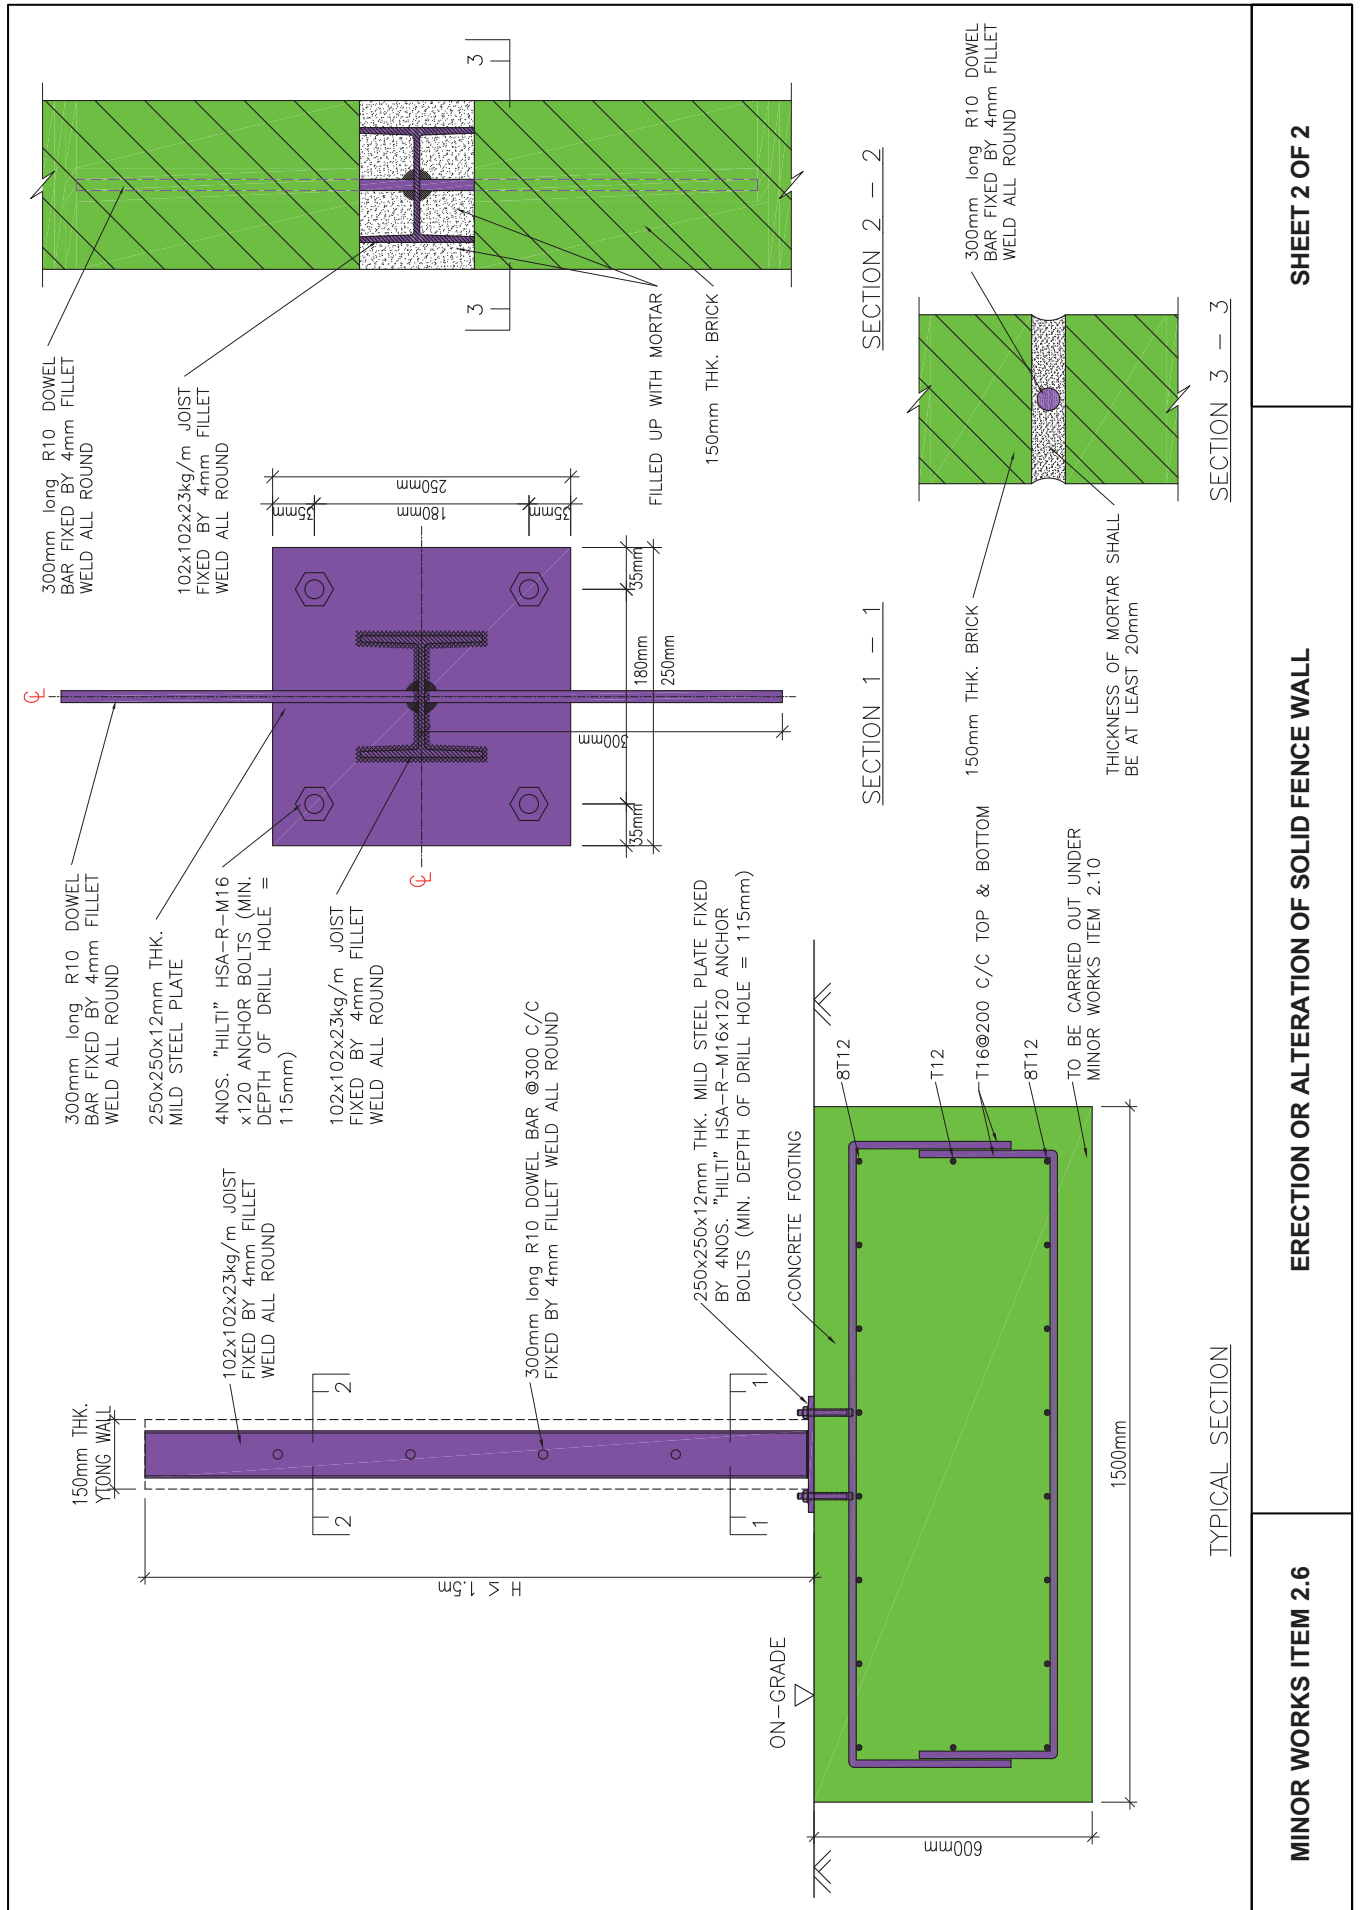 150mm THK.
YTONG WALL
102x102x23kg/m JOIST
FIXED BY 4mm FILLET
WELD ALL ROUND
2
2
300mm long R10 DOWEL BAR @300 C/C
FIXED BY 4mm FILLET WELD ALL ROUND
1
1
H ≤ 1.5m
250x250x12mm THK. MILD STEEL PLATE FIXED
BY 4NOS. "HILTI" HSA-R-M16x120 ANCHOR
BOLTS (MIN. DEPTH OF DRILL HOLE = 115mm)
ON-GRADE
CONCRETE FOOTING
8T12
T12
T16@200 C/C TOP & BOTTOM
8T12
TO BE CARRIED OUT UNDER
MINOR WORKS ITEM 2.10
600mm
1500mm
TYPICAL SECTION
300mm long R10 DOWEL
BAR FIXED BY 4mm FILLET
WELD ALL ROUND
250x250x12mm THK.
MILD STEEL PLATE
4NOS. "HILTI" HSA-R-M16
x120 ANCHOR BOLTS (MIN.
DEPTH OF DRILL HOLE =
115mm)
102x102x23kg/m JOIST
FIXED BY 4mm FILLET
WELD ALL ROUND
CL
CL
35mm
180mm
35mm
250mm
300mm
35mm
180mm
35mm
250mm
SECTION 1 - 1
300mm long R10 DOWEL
BAR FIXED BY 4mm FILLET
WELD ALL ROUND
102x102x23kg/m JOIST
FIXED BY 4mm FILLET
WELD ALL ROUND
3
3
FILLED UP WITH MORTAR
150mm THK. BRICK
SECTION 2 - 2
300mm long R10 DOWEL
BAR FIXED BY 4mm FILLET
WELD ALL ROUND
150mm THK. BRICK
THICKNESS OF MORTAR SHALL
BE AT LEAST 20mm
SECTION 3 - 3
MINOR WORKS ITEM 2.6
ERECTION OR ALTERATION OF SOLID FENCE WALL
SHEET 2 OF 2